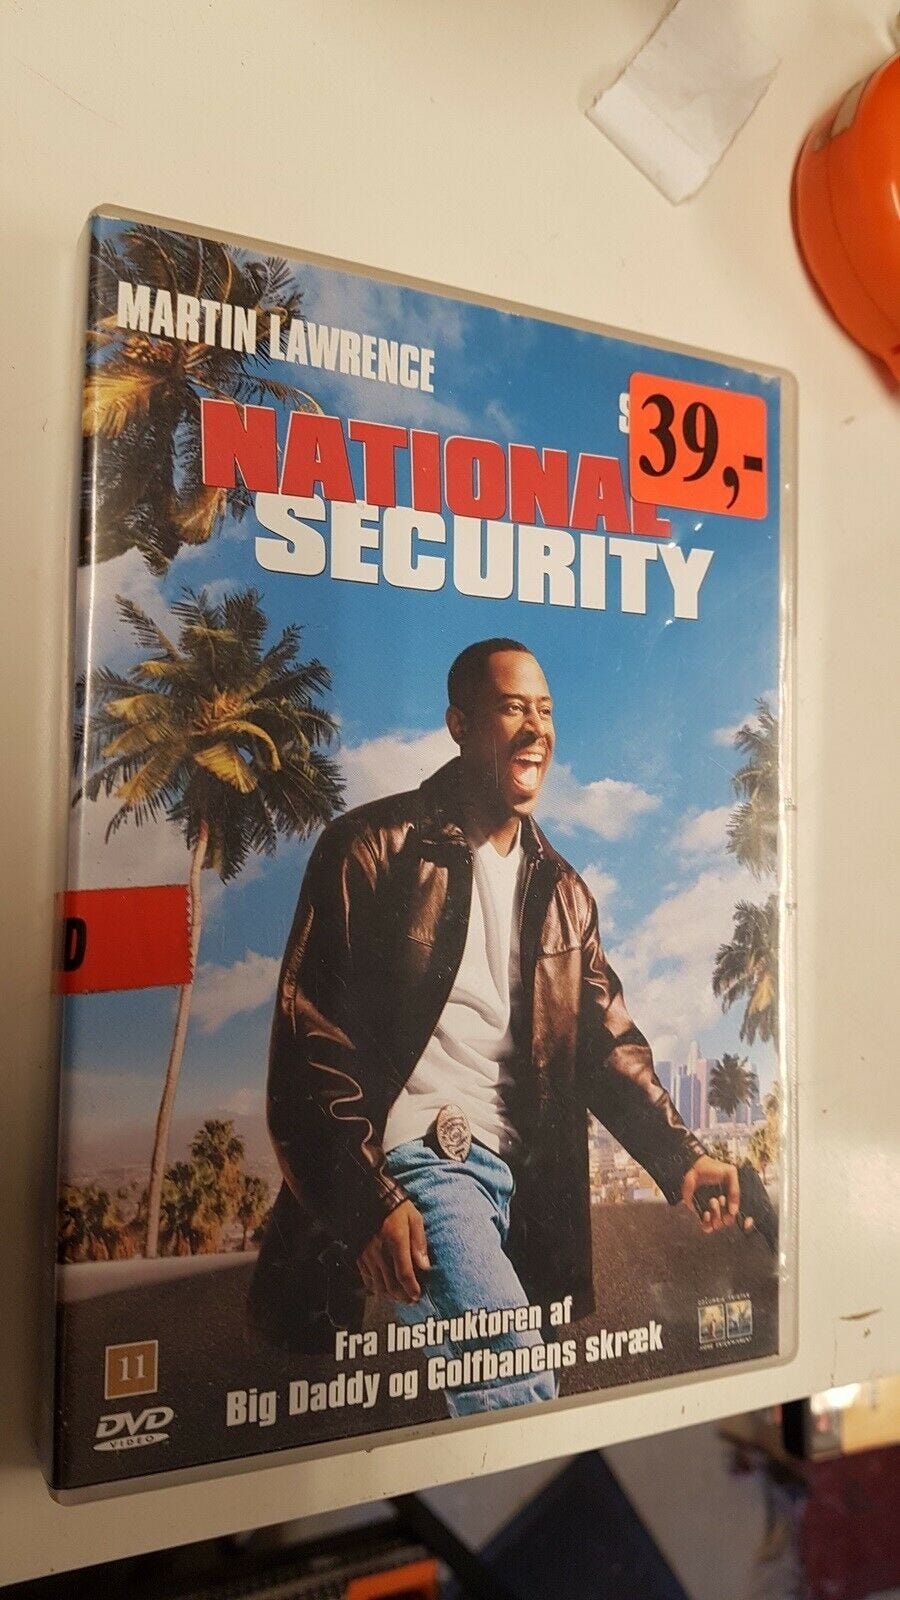 MARTIN LAWRENCE
S
39,-
NATIONAL
SECURITY
D
Fra Instruktøren af
Big Daddy og Golfbanens skræk
11
DVD
VIDEO